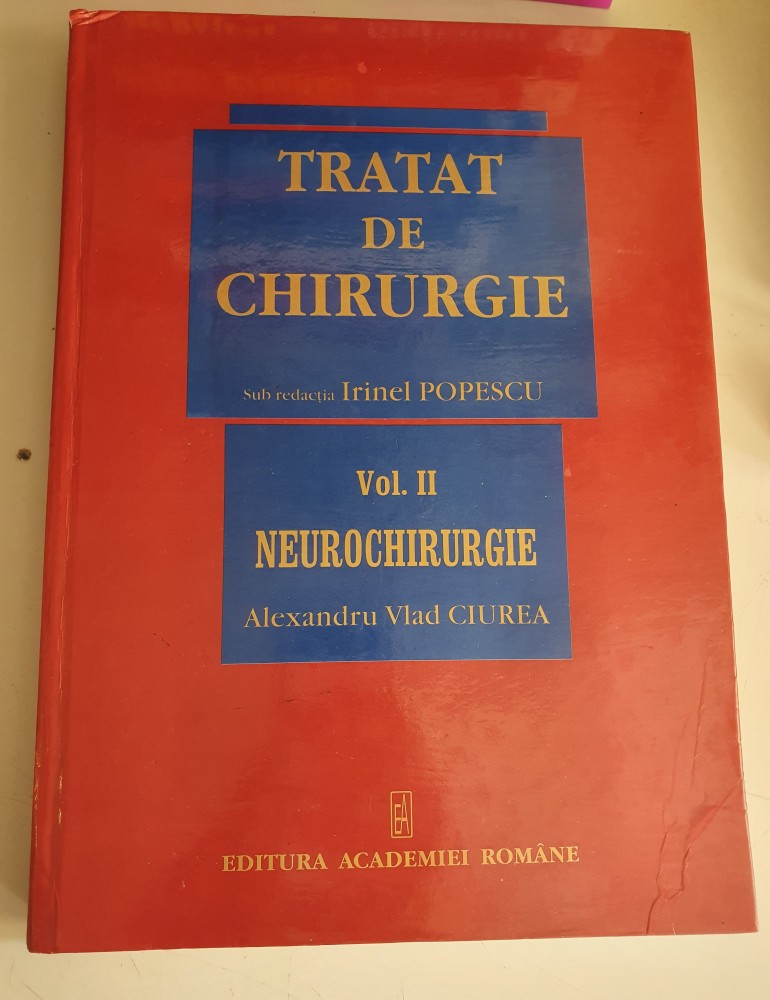 TRATAT
DE
CHIRURGIE
Sub redacția Irinel POPESCU
Vol. II
NEUROCHIRURGIE
Alexandru Vlad CIUREA
EA
EDITURA ACADEMIEI ROMÂNE